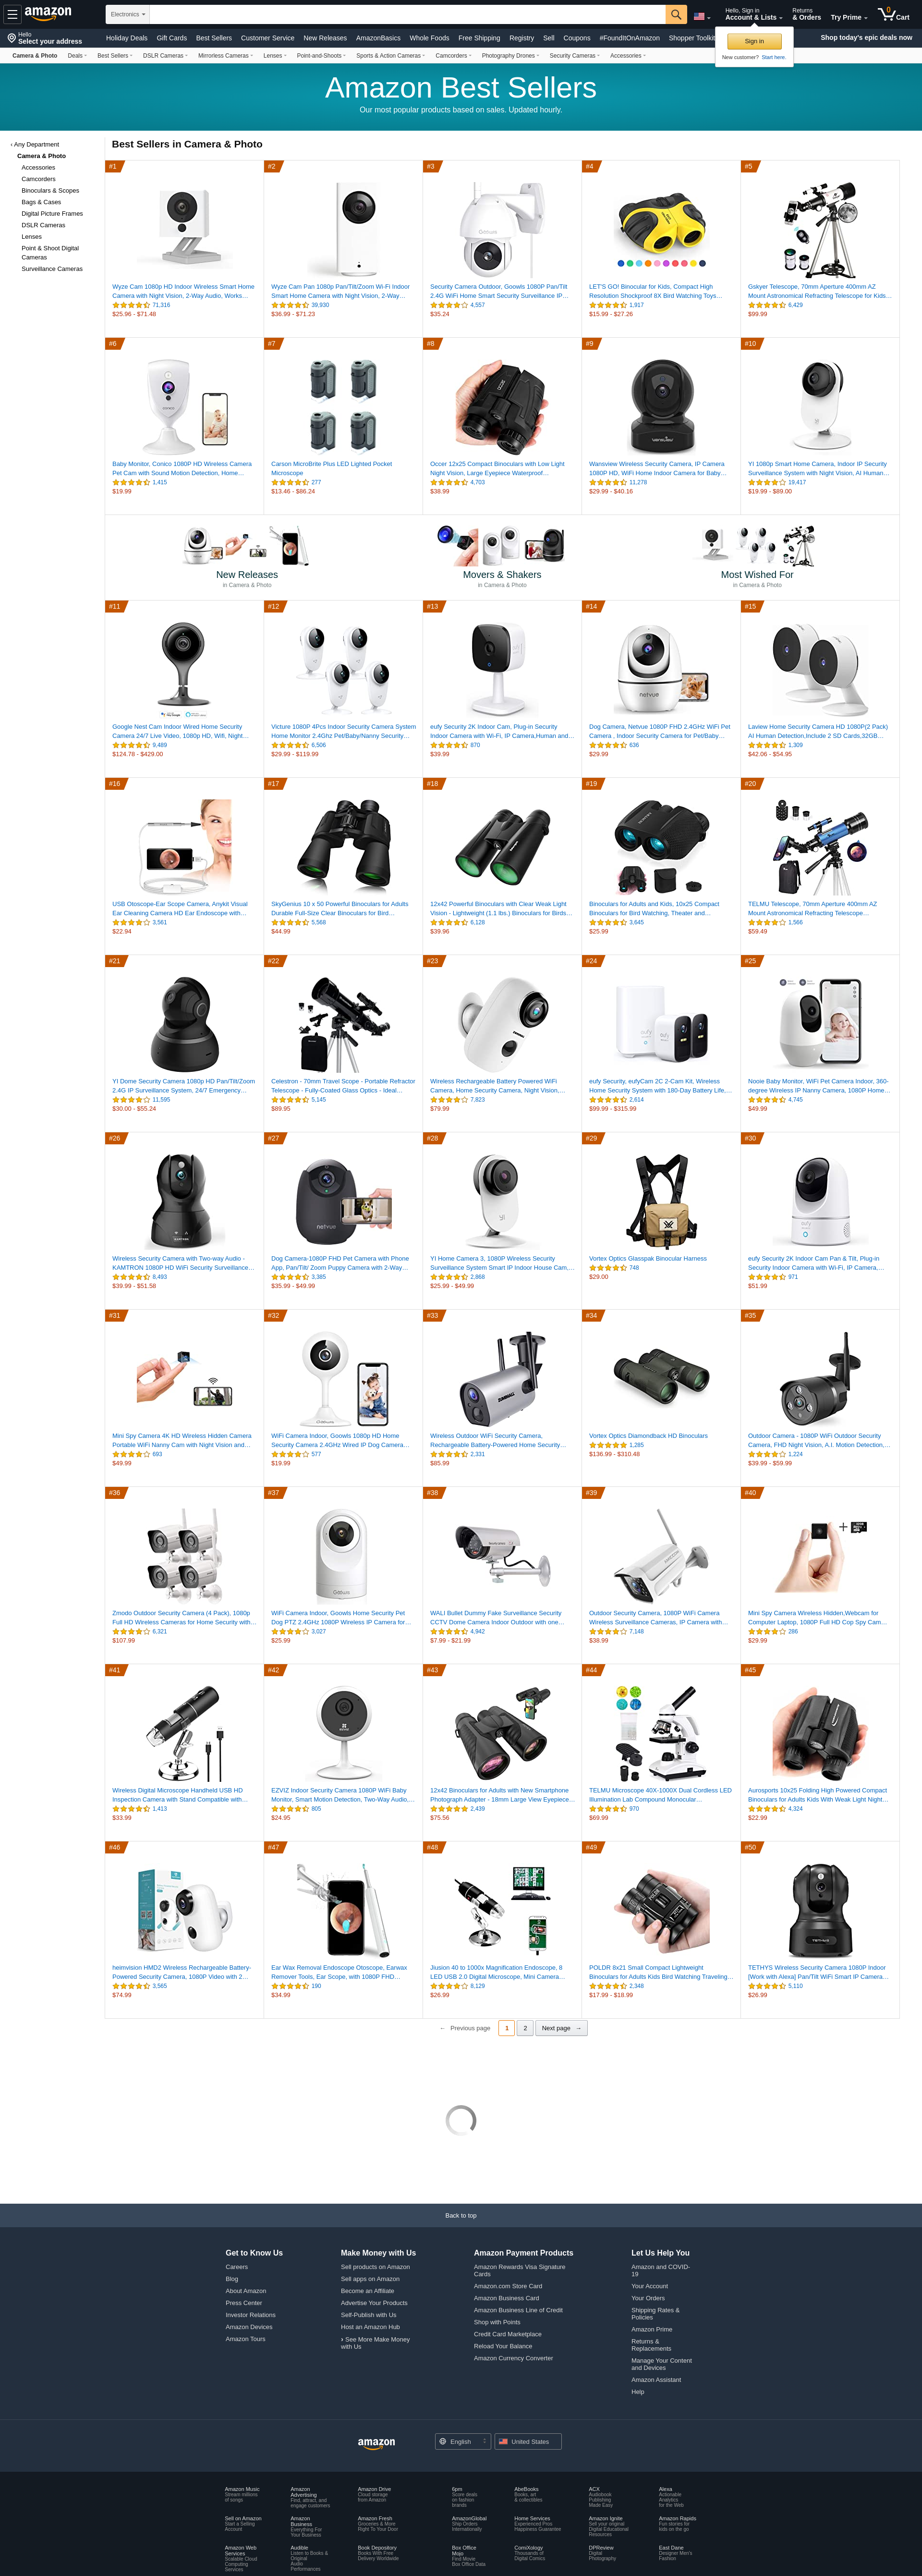 amazon
Electronics
Hello, Sign in
Account & Lists
Returns
& Orders
Try Prime
0
Cart
Hello
Select your address
Holiday Deals
Gift Cards
Best Sellers
Customer Service
New Releases
AmazonBasics
Whole Foods
Free Shipping
Registry
Sell
Coupons
#FoundItOnAmazon
Shopper Toolkit
Shop today's epic deals now
Sign in
New customer? Start here.
Camera & Photo
Deals
Best Sellers
DSLR Cameras
Mirrorless Cameras
Lenses
Point-and-Shoots
Sports & Action Cameras
Camcorders
Photography Drones
Security Cameras
Accessories
Amazon Best Sellers
Our most popular products based on sales. Updated hourly.
‹ Any Department
Camera & Photo
Accessories
Camcorders
Binoculars & Scopes
Bags & Cases
Digital Picture Frames
DSLR Cameras
Lenses
Point & Shoot Digital
Cameras
Surveillance Cameras
Best Sellers in Camera & Photo
#1
Wyze Cam 1080p HD Indoor Wireless Smart Home
Camera with Night Vision, 2-Way Audio, Works…
71,316
$25.96 - $71.48
#2
Wyze Cam Pan 1080p Pan/Tilt/Zoom Wi-Fi Indoor
Smart Home Camera with Night Vision, 2-Way…
39,930
$36.99 - $71.23
#3
Security Camera Outdoor, Goowls 1080P Pan/Tilt
2.4G WiFi Home Smart Security Surveillance IP…
4,557
$35.24
#4
LET'S GO! Binocular for Kids, Compact High
Resolution Shockproof 8X Bird Watching Toys…
1,917
$15.99 - $27.26
#5
Gskyer Telescope, 70mm Aperture 400mm AZ
Mount Astronomical Refracting Telescope for Kids…
6,429
$99.99
#6
Baby Monitor, Conico 1080P HD Wireless Camera
Pet Cam with Sound Motion Detection, Home…
1,415
$19.99
#7
Carson MicroBrite Plus LED Lighted Pocket
Microscope
277
$13.46 - $86.24
#8
Occer 12x25 Compact Binoculars with Low Light
Night Vision, Large Eyepiece Waterproof…
4,703
$38.99
#9
Wansview Wireless Security Camera, IP Camera
1080P HD, WiFi Home Indoor Camera for Baby…
11,278
$29.99 - $40.16
#10
YI 1080p Smart Home Camera, Indoor IP Security
Surveillance System with Night Vision, AI Human…
19,417
$19.99 - $89.00
New Releases
in Camera & Photo
Movers & Shakers
in Camera & Photo
Most Wished For
in Camera & Photo
#11
Google Nest Cam Indoor Wired Home Security
Camera 24/7 Live Video, 1080p HD, Wifi, Night…
9,489
$124.78 - $429.00
#12
Victure 1080P 4Pcs Indoor Security Camera System
Home Monitor 2.4Ghz Pet/Baby/Nanny Security…
6,506
$29.99 - $119.99
#13
eufy Security 2K Indoor Cam, Plug-in Security
Indoor Camera with Wi-Fi, IP Camera,Human and…
870
$39.99
#14
netvue
Dog Camera, Netvue 1080P FHD 2.4GHz WiFi Pet
Camera , Indoor Security Camera for Pet/Baby…
636
$29.99
#15
Laview Home Security Camera HD 1080P(2 Pack)
AI Human Detection,Include 2 SD Cards,32GB…
1,309
$42.06 - $54.95
#16
USB Otoscope-Ear Scope Camera, Anykit Visual
Ear Cleaning Camera HD Ear Endoscope with…
3,561
$22.94
#17
SkyGenius 10 x 50 Powerful Binoculars for Adults
Durable Full-Size Clear Binoculars for Bird…
5,568
$44.99
#18
12x42 Powerful Binoculars with Clear Weak Light
Vision - Lightweight (1.1 lbs.) Binoculars for Birds…
6,128
$39.96
#19
Binoculars for Adults and Kids, 10x25 Compact
Binoculars for Bird Watching, Theater and…
3,645
$25.99
#20
TELMU Telescope, 70mm Aperture 400mm AZ
Mount Astronomical Refracting Telescope…
1,566
$59.49
#21
YI Dome Security Camera 1080p HD Pan/Tilt/Zoom
2.4G IP Surveillance System, 24/7 Emergency…
11,595
$30.00 - $55.24
#22
Celestron - 70mm Travel Scope - Portable Refractor
Telescope - Fully-Coated Glass Optics - Ideal…
5,145
$89.95
#23
Wireless Rechargeable Battery Powered WiFi
Camera, Home Security Camera, Night Vision,…
7,823
$79.99
#24
eufy Security, eufyCam 2C 2-Cam Kit, Wireless
Home Security System with 180-Day Battery Life,…
2,614
$99.99 - $315.99
#25
Nooie Baby Monitor, WiFi Pet Camera Indoor, 360-
degree Wireless IP Nanny Camera, 1080P Home…
4,745
$49.99
#26
Wireless Security Camera with Two-way Audio -
KAMTRON 1080P HD WiFi Security Surveillance…
8,493
$39.99 - $51.58
#27
netvue
Dog Camera-1080P FHD Pet Camera with Phone
App, Pan/Tilt/ Zoom Puppy Camera with 2-Way…
3,385
$35.99 - $49.99
#28
YI Home Camera 3, 1080P Wireless Security
Surveillance System Smart IP Indoor House Cam,…
2,868
$25.99 - $49.99
#29
Vortex Optics Glasspak Binocular Harness
748
$29.00
#30
eufy Security 2K Indoor Cam Pan & Tilt, Plug-in
Security Indoor Camera with Wi-Fi, IP Camera,…
971
$51.99
#31
Mini Spy Camera 4K HD Wireless Hidden Camera
Portable WiFi Nanny Cam with Night Vision and…
693
$49.99
#32
WiFi Camera Indoor, Goowls 1080p HD Home
Security Camera 2.4GHz Wired IP Dog Camera…
577
$19.99
#33
Wireless Outdoor WiFi Security Camera,
Rechargeable Battery-Powered Home Security…
2,331
$85.99
#34
Vortex Optics Diamondback HD Binoculars
1,285
$136.99 - $310.48
#35
Outdoor Camera - 1080P WiFi Outdoor Security
Camera, FHD Night Vision, A.I. Motion Detection,…
1,224
$39.99 - $59.99
#36
Zmodo Outdoor Security Camera (4 Pack), 1080p
Full HD Wireless Cameras for Home Security with…
6,321
$107.99
#37
WiFi Camera Indoor, Goowls Home Security Pet
Dog PTZ 2.4GHz 1080P Wireless IP Camera for…
3,027
$25.99
#38
WALI Bullet Dummy Fake Surveillance Security
CCTV Dome Camera Indoor Outdoor with one…
4,942
$7.99 - $21.99
#39
Outdoor Security Camera, 1080P WiFi Camera
Wireless Surveillance Cameras, IP Camera with…
7,148
$38.99
#40
Mini Spy Camera Wireless Hidden,Webcam for
Computer Laptop, 1080P Full HD Cop Spy Cam…
286
$29.99
#41
Wireless Digital Microscope Handheld USB HD
Inspection Camera with Stand Compatible with…
1,413
$33.99
#42
EZVIZ Indoor Security Camera 1080P WiFi Baby
Monitor, Smart Motion Detection, Two-Way Audio,…
805
$24.95
#43
12x42 Binoculars for Adults with New Smartphone
Photograph Adapter - 18mm Large View Eyepiece…
2,439
$75.56
#44
TELMU Microscope 40X-1000X Dual Cordless LED
Illumination Lab Compound Monocular…
970
$69.99
#45
Aurosports 10x25 Folding High Powered Compact
Binoculars for Adults Kids With Weak Light Night…
4,324
$22.99
#46
heimvision HMD2 Wireless Rechargeable Battery-
Powered Security Camera, 1080P Video with 2…
3,565
$74.99
#47
Ear Wax Removal Endoscope Otoscope, Earwax
Remover Tools, Ear Scope, with 1080P FHD…
190
$34.99
#48
Jiusion 40 to 1000x Magnification Endoscope, 8
LED USB 2.0 Digital Microscope, Mini Camera…
8,129
$26.99
#49
POLDR 8x21 Small Compact Lightweight
Binoculars for Adults Kids Bird Watching Traveling…
2,348
$17.99 - $18.99
#50
TETHYS
TETHYS Wireless Security Camera 1080P Indoor
[Work with Alexa] Pan/Tilt WiFi Smart IP Camera…
5,110
$26.99
← Previous page
1
2
Next page →
Back to top
Get to Know Us
Careers
Blog
About Amazon
Press Center
Investor Relations
Amazon Devices
Amazon Tours
Make Money with Us
Sell products on Amazon
Sell apps on Amazon
Become an Affiliate
Advertise Your Products
Self-Publish with Us
Host an Amazon Hub
› See More Make Money
with Us
Amazon Payment Products
Amazon Rewards Visa Signature
Cards
Amazon.com Store Card
Amazon Business Card
Amazon Business Line of Credit
Shop with Points
Credit Card Marketplace
Reload Your Balance
Amazon Currency Converter
Let Us Help You
Amazon and COVID-
19
Your Account
Your Orders
Shipping Rates &
Policies
Amazon Prime
Returns &
Replacements
Manage Your Content
and Devices
Amazon Assistant
Help
amazon
English
United States
Amazon Music
Stream millions
of songs
Amazon
Advertising
Find, attract, and
engage customers
Amazon Drive
Cloud storage
from Amazon
6pm
Score deals
on fashion
brands
AbeBooks
Books, art
& collectibles
ACX
Audiobook
Publishing
Made Easy
Alexa
Actionable
Analytics
for the Web
Sell on Amazon
Start a Selling
Account
Amazon
Business
Everything For
Your Business
Amazon Fresh
Groceries & More
Right To Your Door
AmazonGlobal
Ship Orders
Internationally
Home Services
Experienced Pros
Happiness Guarantee
Amazon Ignite
Sell your original
Digital Educational
Resources
Amazon Rapids
Fun stories for
kids on the go
Amazon Web
Services
Scalable Cloud
Computing
Services
Audible
Listen to Books &
Original
Audio
Performances
Book Depository
Books With Free
Delivery Worldwide
Box Office
Mojo
Find Movie
Box Office Data
ComiXology
Thousands of
Digital Comics
DPReview
Digital
Photography
East Dane
Designer Men's
Fashion